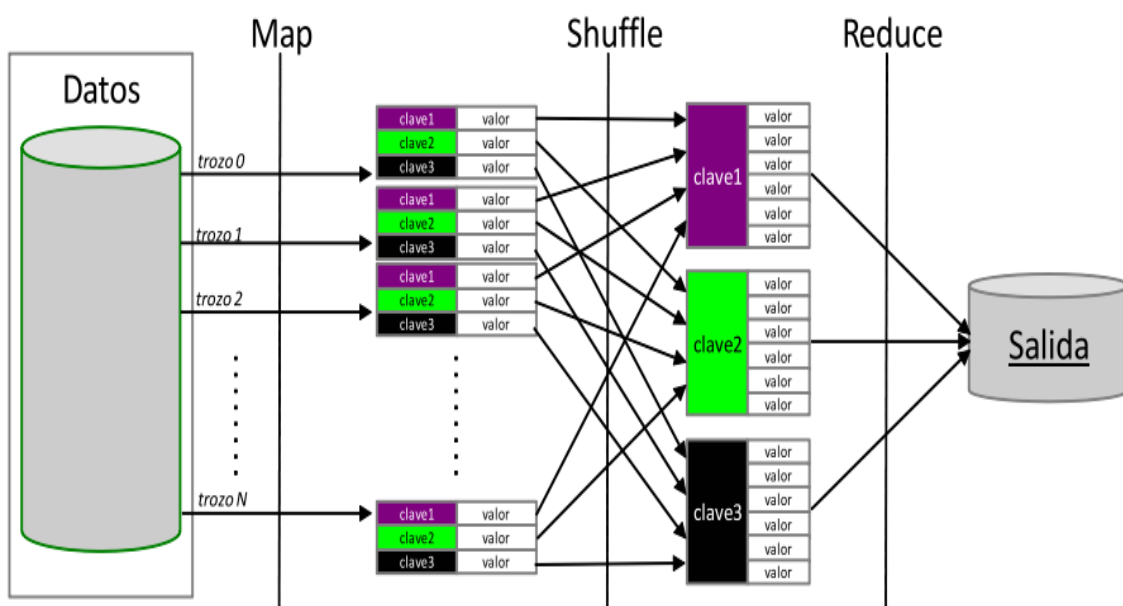 Map
Shuffle
Reduce
Datos
trozo 0
trozo 1
trozo 2
trozo N
clave1 valor
clave2 valor
clave3 valor
clave1 valor
clave2 valor
clave3 valor
clave1 valor
clave2 valor
clave3 valor
clave1 valor
clave2 valor
clave3 valor
clave1
valor
valor
valor
valor
valor
valor
clave2
valor
valor
valor
valor
valor
valor
clave3
valor
valor
valor
valor
valor
valor
Salida